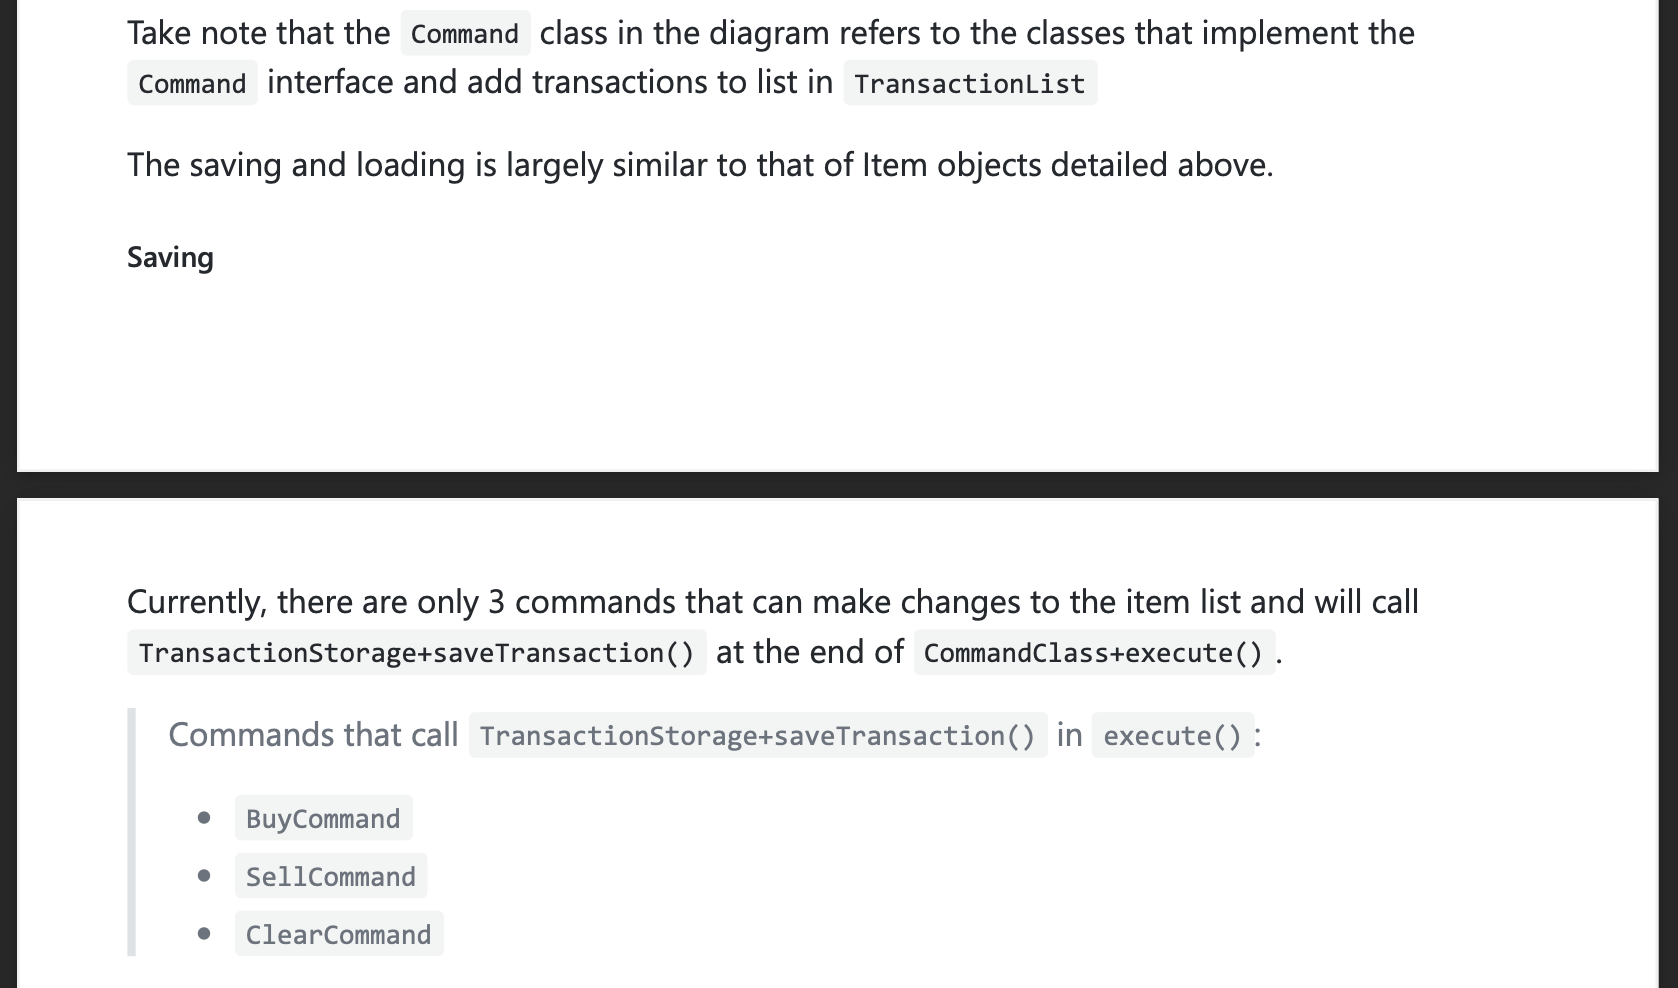 Take note that the Command class in the diagram refers to the classes that implement the
Command interface and add transactions to list in TransactionList
The saving and loading is largely similar to that of Item objects detailed above.
Saving
Currently, there are only 3 commands that can make changes to the item list and will call
TransactionStorage+saveTransaction() at the end of CommandClass+execute().
Commands that call TransactionStorage+saveTransaction() in execute():
• BuyCommand
• SellCommand
• ClearCommand